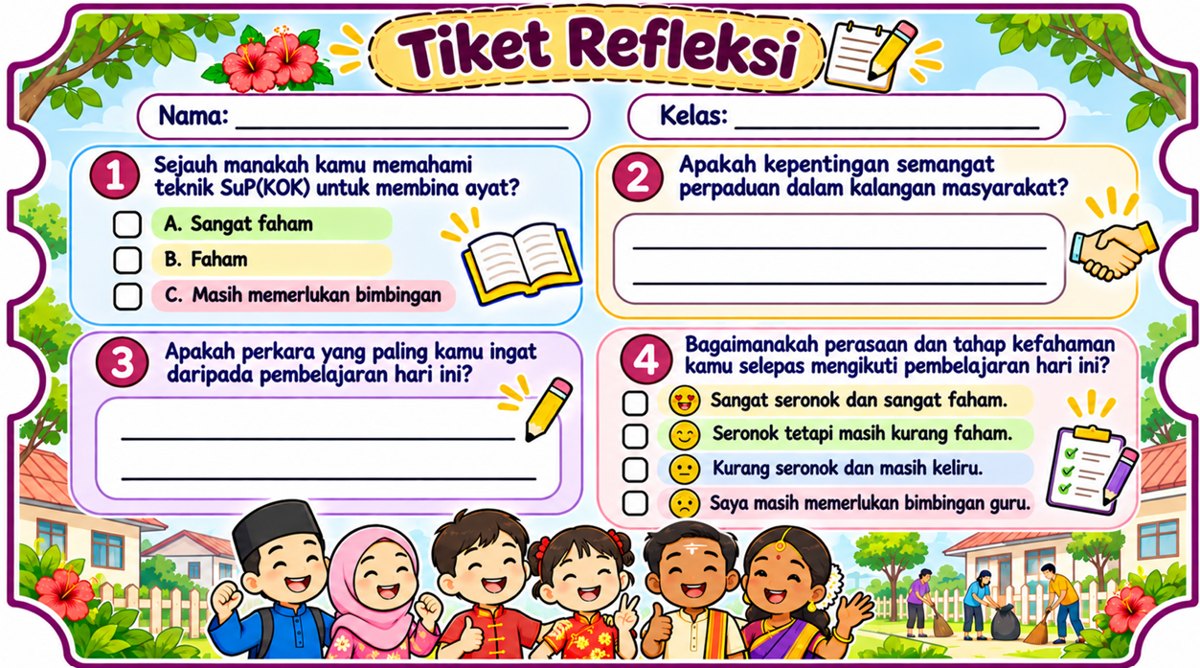 Tiket Refleksi
Nama:
Kelas:
1
Sejauh manakah kamu memahami
teknik SuP(KOK) untuk membina ayat?
A. Sangat faham
B. Faham
C. Masih memerlukan bimbingan
2
Apakah kepentingan semangat
perpaduan dalam kalangan masyarakat?
3
Apakah perkara yang paling kamu ingat
daripada pembelajaran hari ini?
4
Bagaimanakah perasaan dan tahap kefahaman
kamu selepas mengikuti pembelajaran hari ini?
Sangat seronok dan sangat faham.
Seronok tetapi masih kurang faham.
Kurang seronok dan masih keliru.
Saya masih memerlukan bimbingan guru.